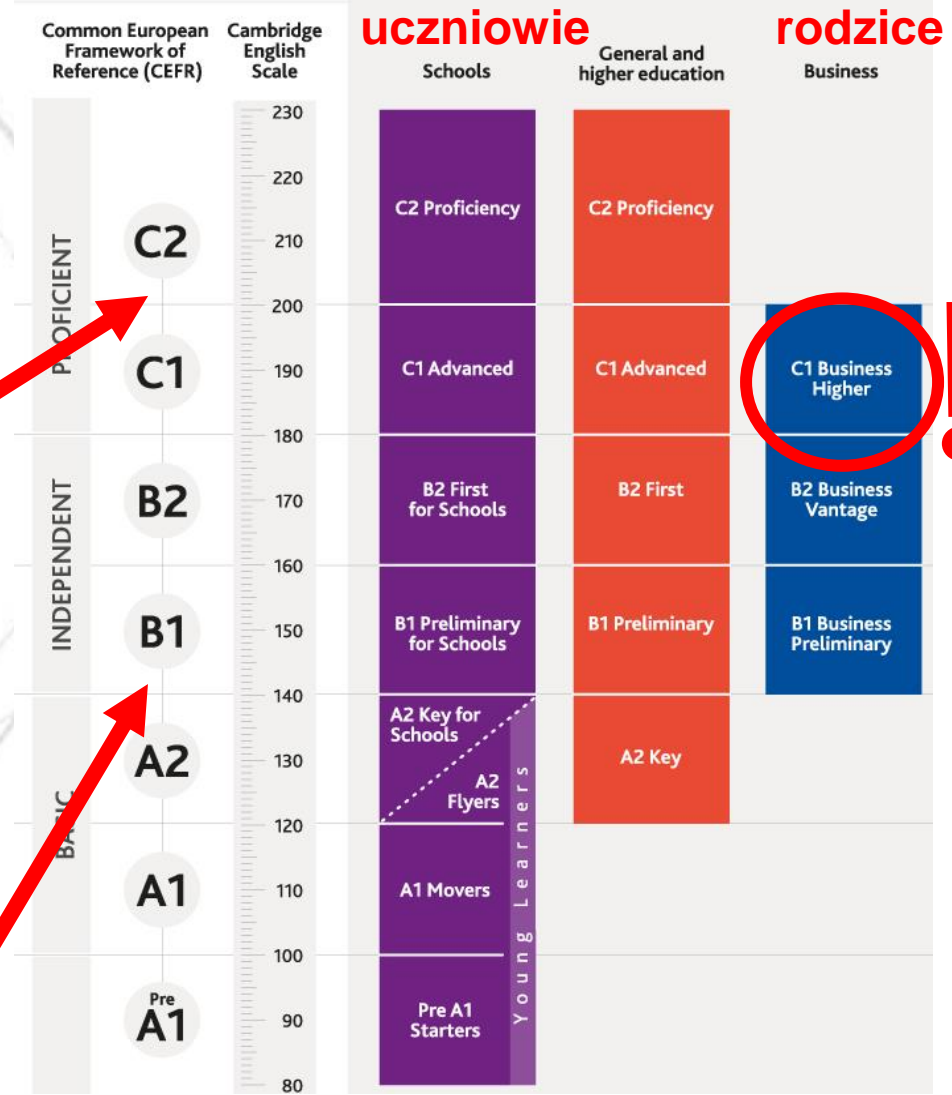 Common European
Framework of
Reference (CEFR)
Cambridge
English
Scale
uczniowie
Schools
General and
higher education
rodzice
Business
230
220
C2 Proficiency
C2 Proficiency
C2
210
PROFICIENT
200
C1
190
C1 Advanced
C1 Advanced
C1 Business
Higher
!
180
B2
170
B2 First
for Schools
B2 First
B2 Business
Vantage
INDEPENDENT
160
B1
150
B1 Preliminary
for Schools
B1 Preliminary
B1 Business
Preliminary
140
A2 Key for
Schools
A2
130
A2
Flyers
A2 Key
BASIC
120
A1
110
A1 Movers
Young Learners
100
Pre
A1
90
Pre A1
Starters
80